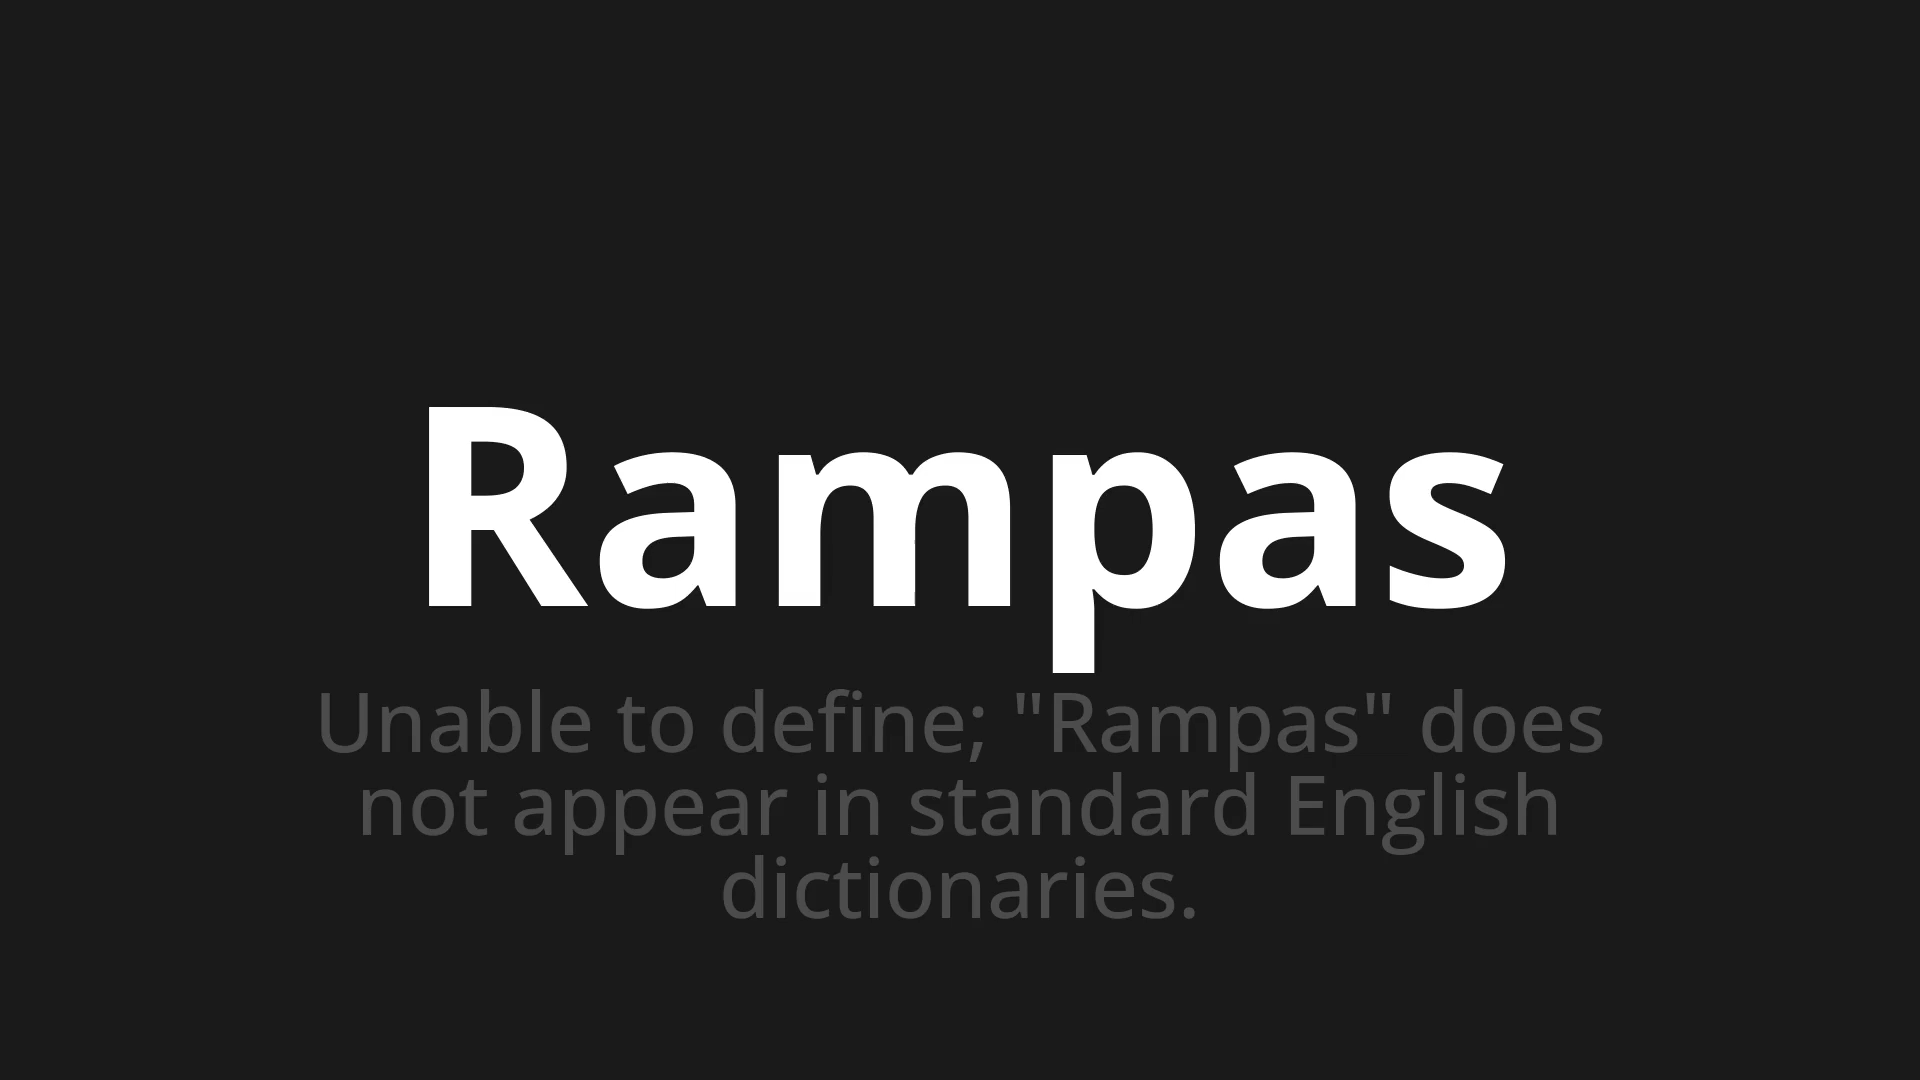 Rampas
Unable to define; "Rampas" does
not appear in standard English
dictionaries.